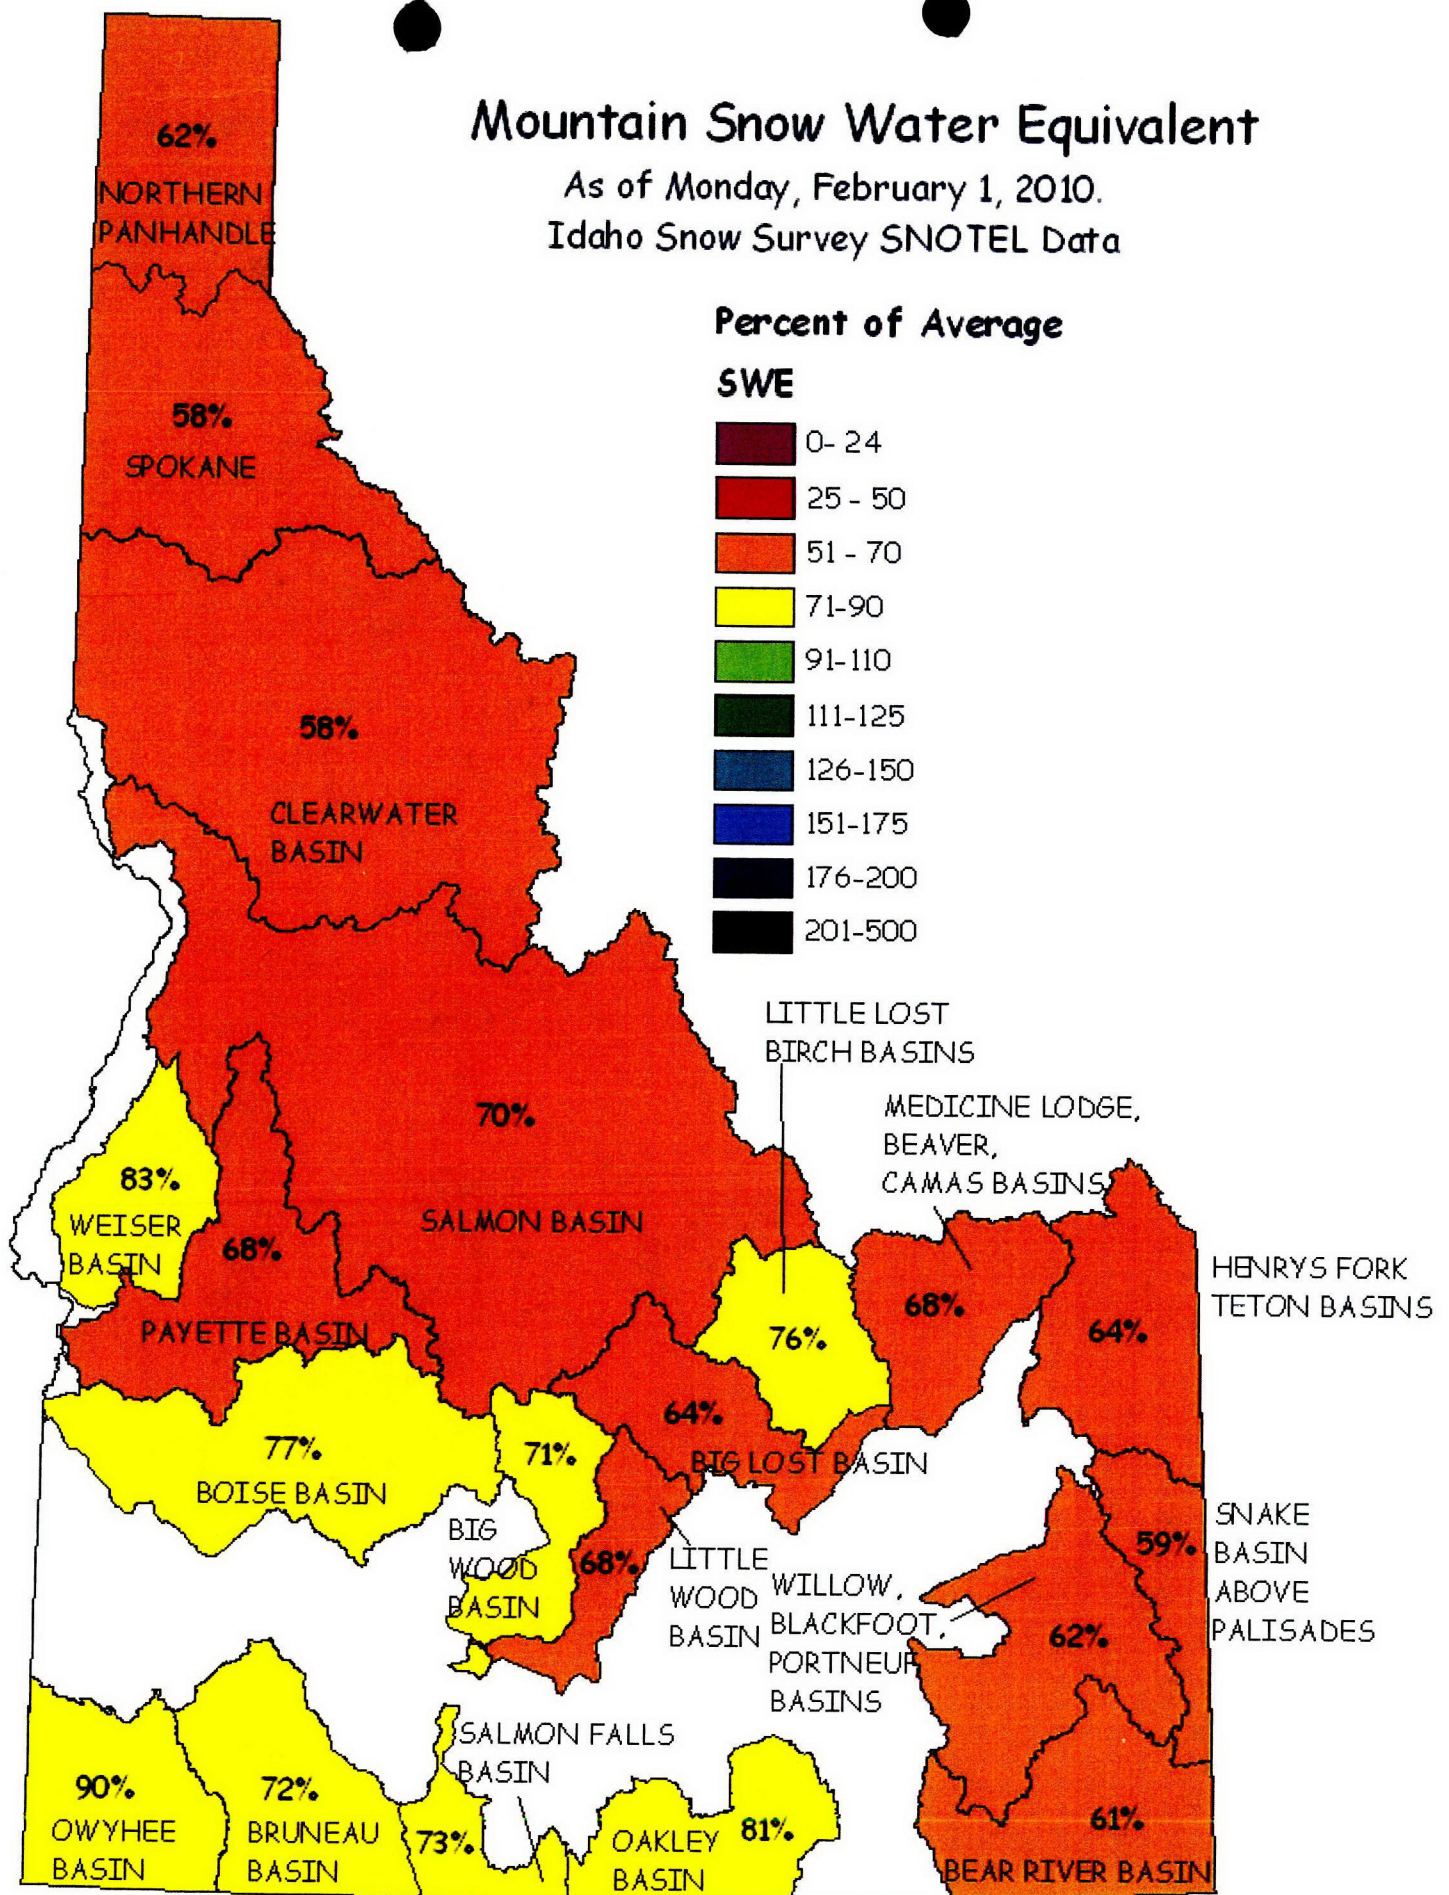 Mountain Snow Water Equivalent
As of Monday, February 1, 2010.
Idaho Snow Survey SNOTEL Data
Percent of Average
SWE
0- 24
25 - 50
51 - 70
71-90
91-110
111-125
126-150
151-175
176-200
201-500
62%
NORTHERN
PANHANDLE
58%
SPOKANE
58%
CLEARWATER
BASIN
70%
SALMON BASIN
LITTLE LOST
BIRCH BASINS
76%
MEDICINE LODGE,
BEAVER,
CAMAS BASINS
68%
HENRYS FORK
TETON BASINS
64%
83%
WEISER
BASIN
68%
PAYETTE BASIN
77%
BOISE BASIN
71%
BIG
WOOD
BASIN
64%
BIG LOST BASIN
68%
LITTLE
WOOD
BASIN
WILLOW,
BLACKFOOT,
PORTNEUF
BASINS
62%
59%
SNAKE
BASIN
ABOVE
PALISADES
90%
OWYHEE
BASIN
72%
BRUNEAU
BASIN
SALMON FALLS
BASIN
73%
OAKLEY
BASIN
81%
61%
BEAR RIVER BASIN